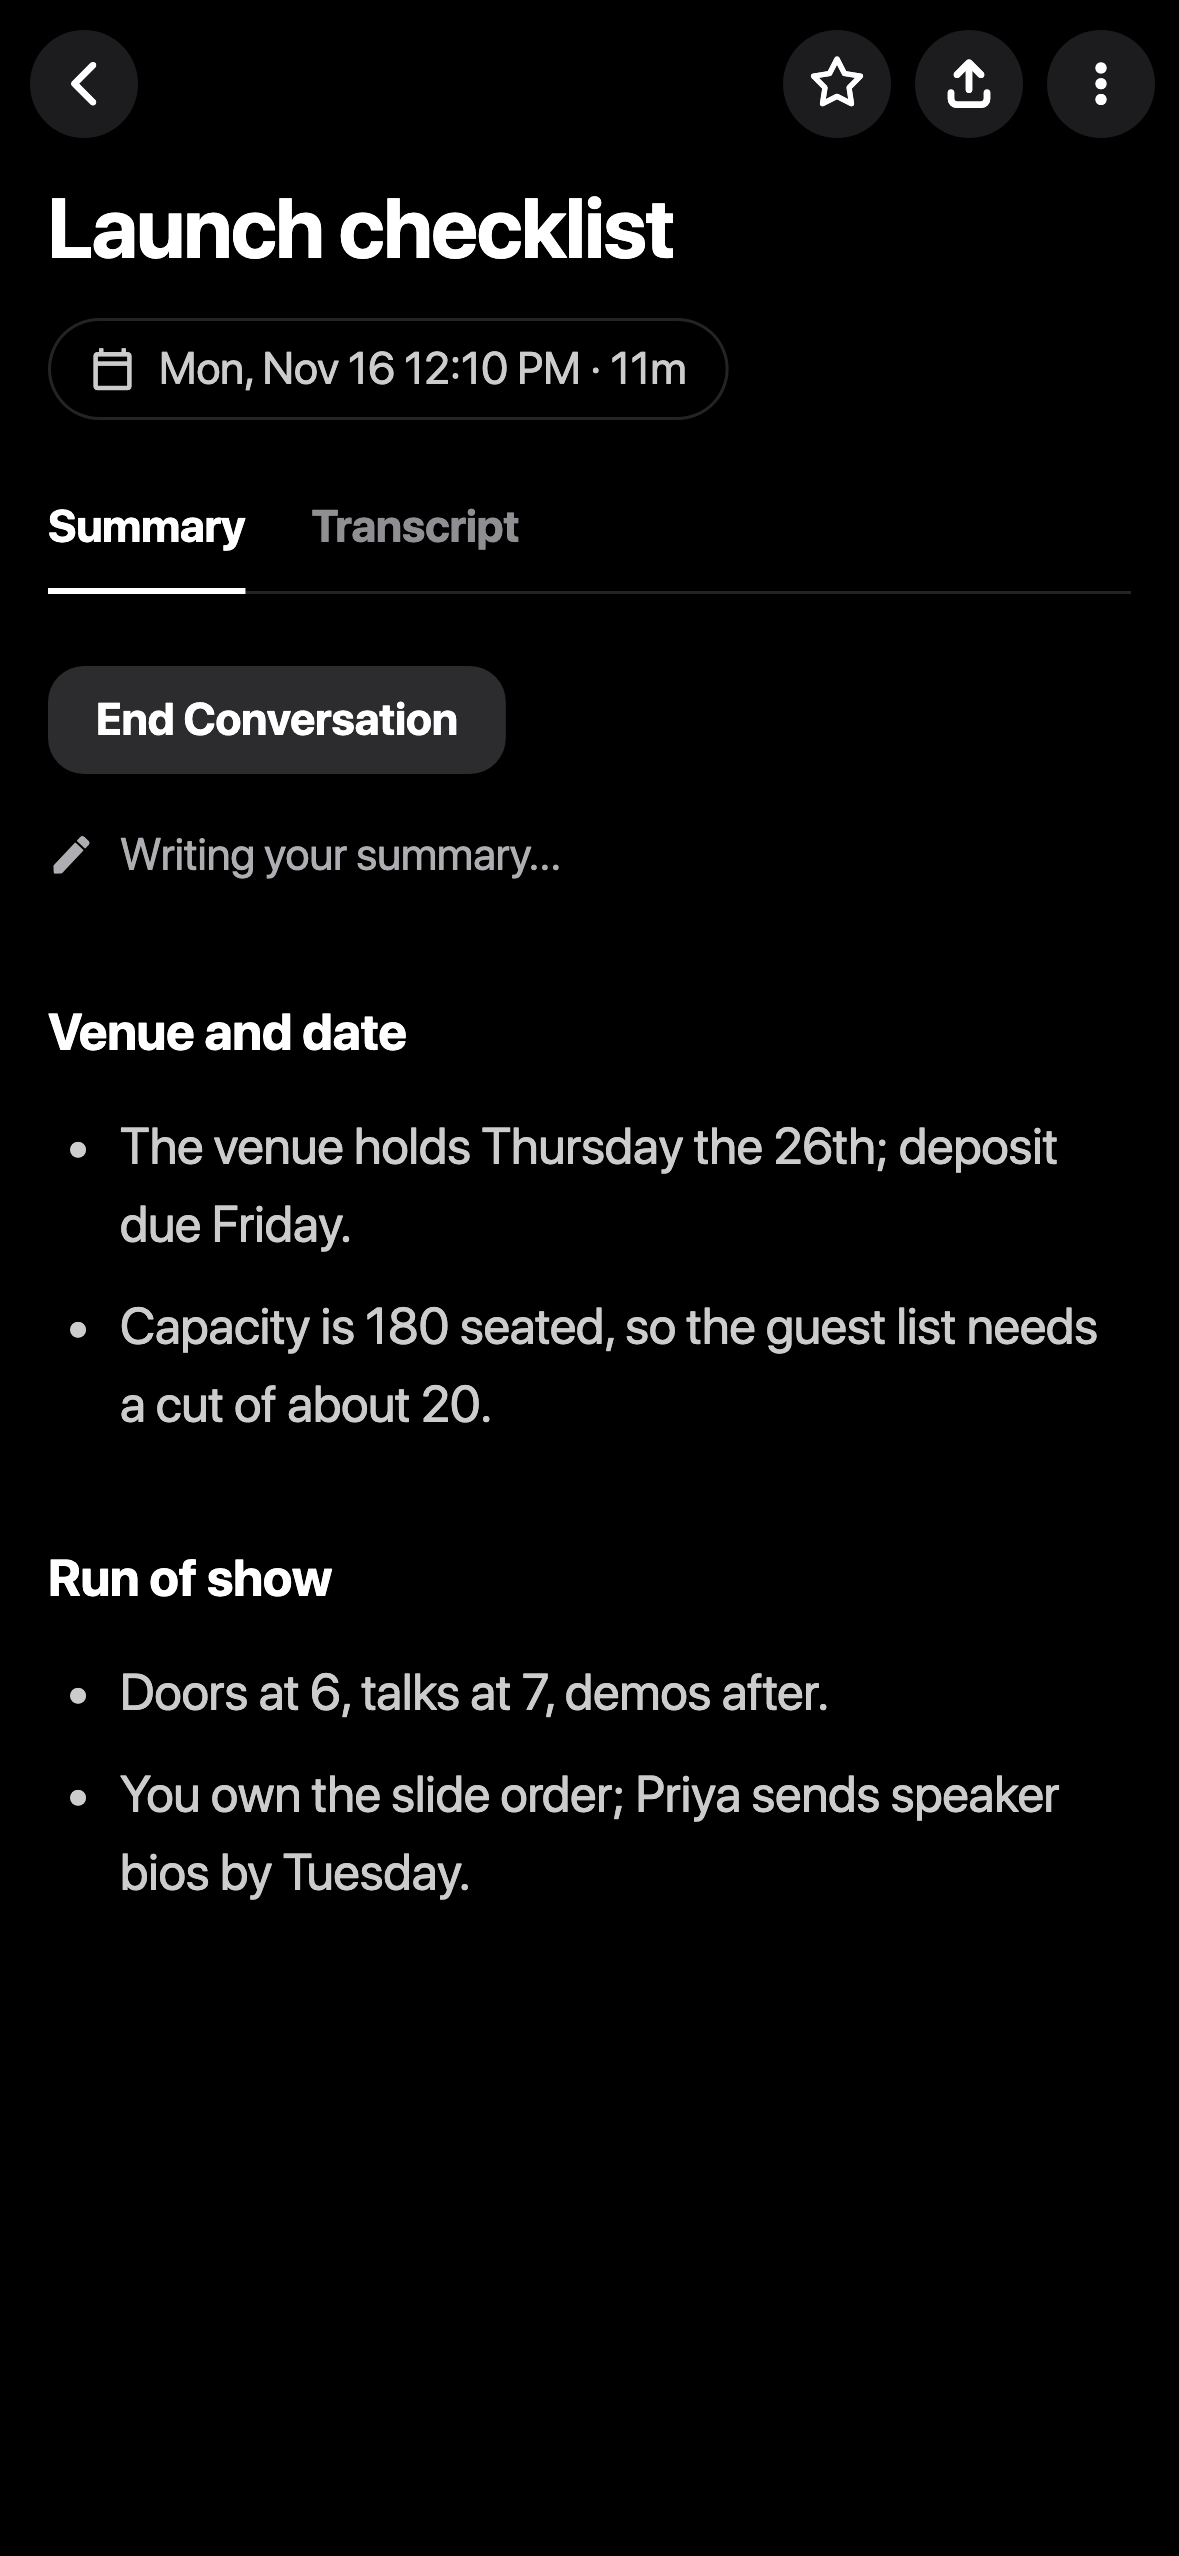 Launch checklist
Mon, Nov 16 12:10 PM · 11m
Summary Transcript
End Conversation
Writing your summary...
Venue and date
• The venue holds Thursday the 26th; deposit
due Friday.
• Capacity is 180 seated, so the guest list needs
a cut of about 20.
Run of show
• Doors at 6, talks at 7, demos after.
• You own the slide order; Priya sends speaker
bios by Tuesday.